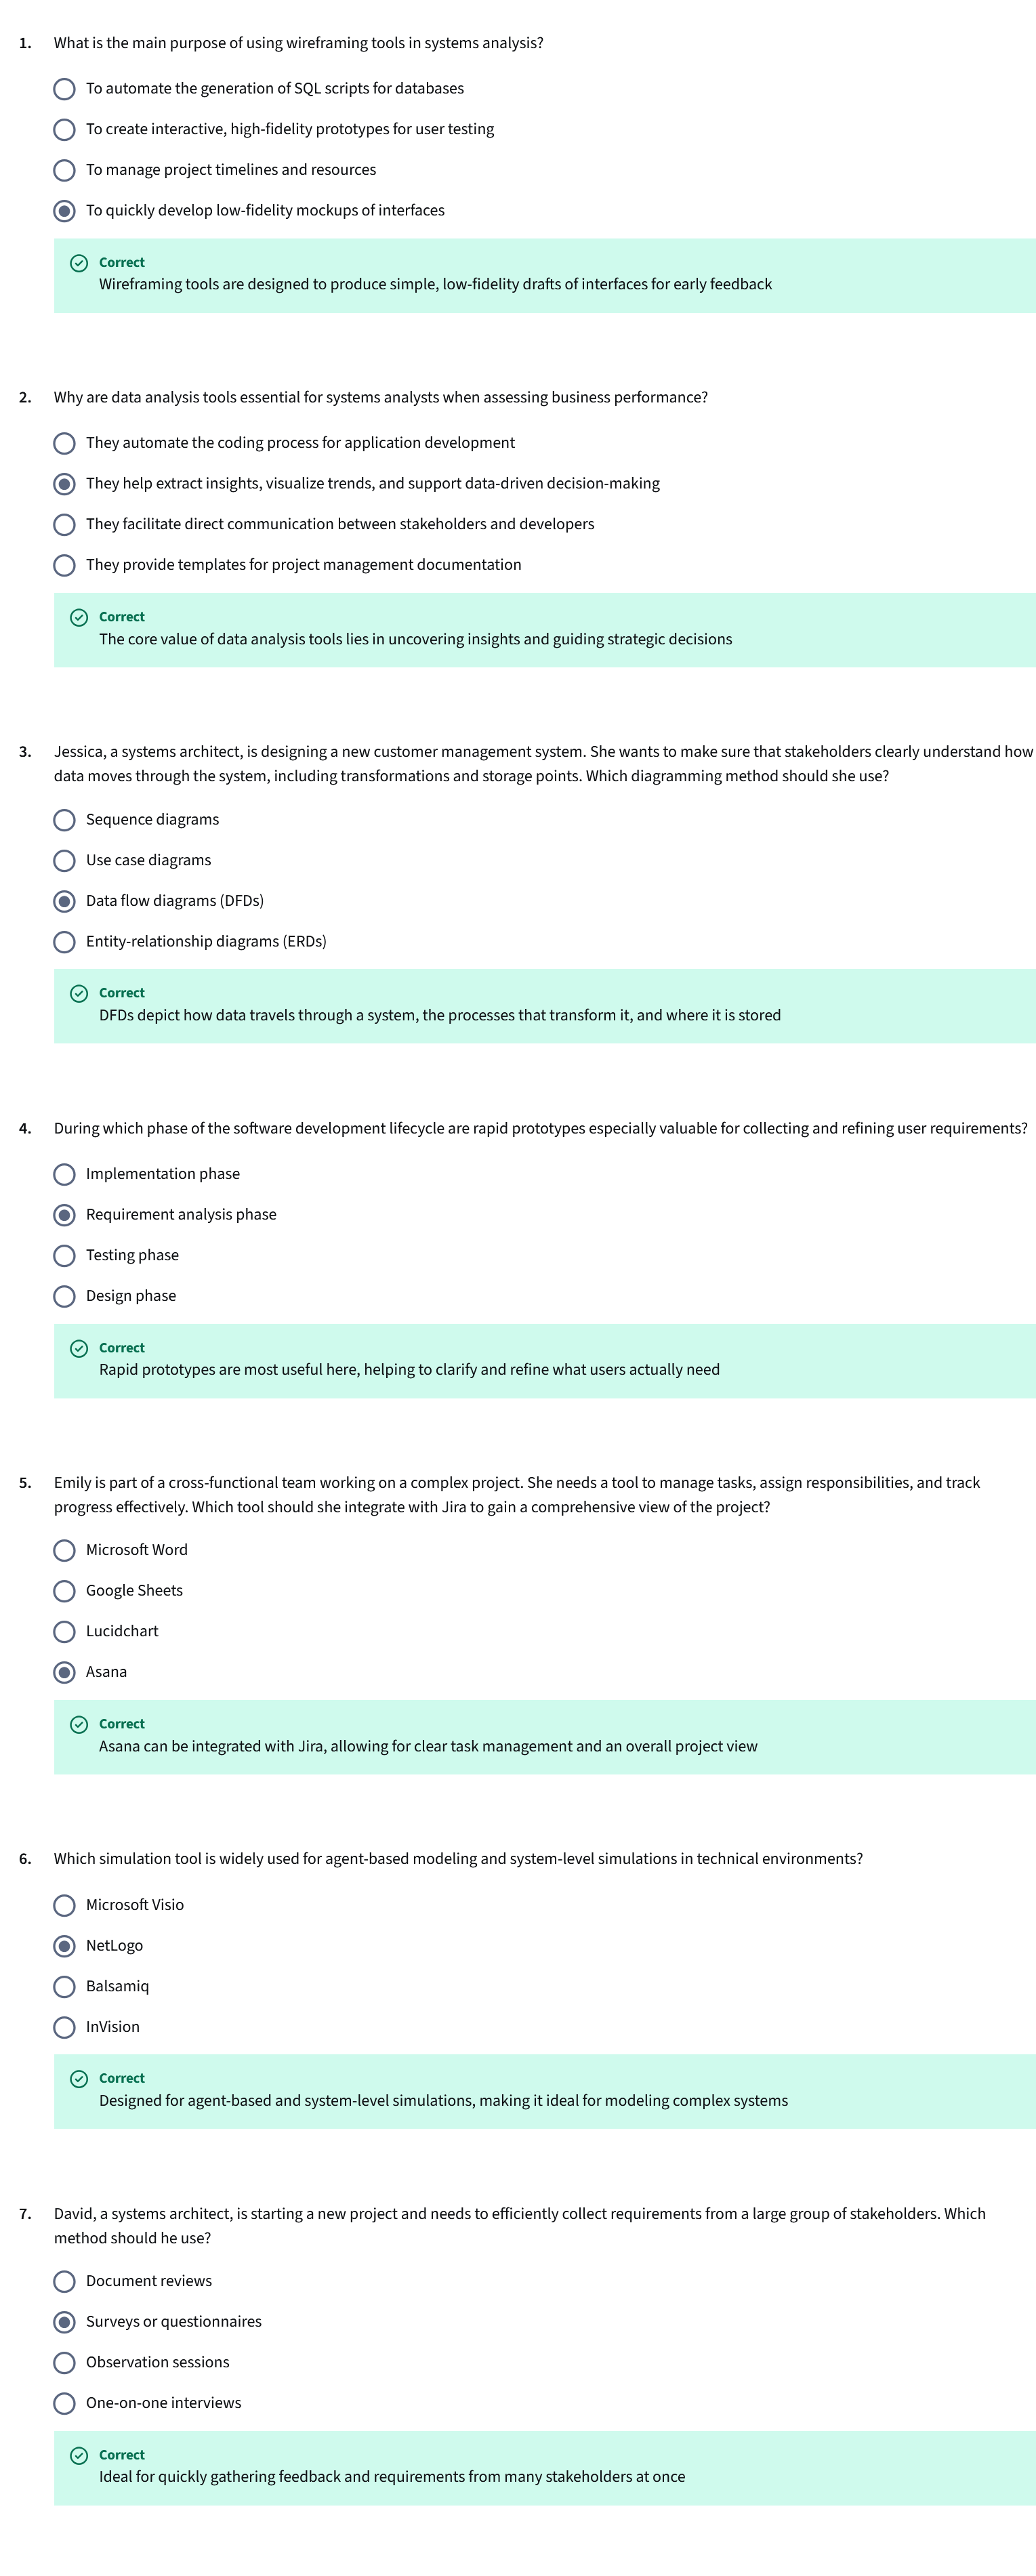 1. What is the main purpose of using wireframing tools in systems analysis?
To automate the generation of SQL scripts for databases
To create interactive, high-fidelity prototypes for user testing
To manage project timelines and resources
To quickly develop low-fidelity mockups of interfaces
Correct
Wireframing tools are designed to produce simple, low-fidelity drafts of interfaces for early feedback
2. Why are data analysis tools essential for systems analysts when assessing business performance?
They automate the coding process for application development
They help extract insights, visualize trends, and support data-driven decision-making
They facilitate direct communication between stakeholders and developers
They provide templates for project management documentation
Correct
The core value of data analysis tools lies in uncovering insights and guiding strategic decisions
3. Jessica, a systems architect, is designing a new customer management system. She wants to make sure that stakeholders clearly understand how
data moves through the system, including transformations and storage points. Which diagramming method should she use?
Sequence diagrams
Use case diagrams
Data flow diagrams (DFDs)
Entity-relationship diagrams (ERDs)
Correct
DFDs depict how data travels through a system, the processes that transform it, and where it is stored
4. During which phase of the software development lifecycle are rapid prototypes especially valuable for collecting and refining user requirements?
Implementation phase
Requirement analysis phase
Testing phase
Design phase
Correct
Rapid prototypes are most useful here, helping to clarify and refine what users actually need
5. Emily is part of a cross-functional team working on a complex project. She needs a tool to manage tasks, assign responsibilities, and track
progress effectively. Which tool should she integrate with Jira to gain a comprehensive view of the project?
Microsoft Word
Google Sheets
Lucidchart
Asana
Correct
Asana can be integrated with Jira, allowing for clear task management and an overall project view
6. Which simulation tool is widely used for agent-based modeling and system-level simulations in technical environments?
Microsoft Visio
NetLogo
Balsamiq
InVision
Correct
Designed for agent-based and system-level simulations, making it ideal for modeling complex systems
7. David, a systems architect, is starting a new project and needs to efficiently collect requirements from a large group of stakeholders. Which
method should he use?
Document reviews
Surveys or questionnaires
Observation sessions
One-on-one interviews
Correct
Ideal for quickly gathering feedback and requirements from many stakeholders at once